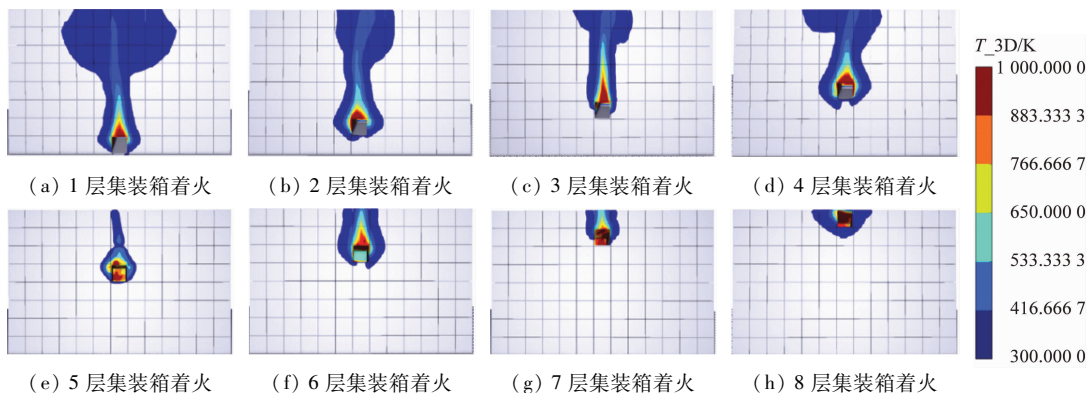 T_3D/K
1 000.000 0
883.333 3
766.666 7
650.000 0
533.333 3
416.666 7
300.000 0
(a) 1 层集装箱着火
(b) 2 层集装箱着火
(c) 3 层集装箱着火
(d) 4 层集装箱着火
(e) 5 层集装箱着火
(f) 6 层集装箱着火
(g) 7 层集装箱着火
(h) 8 层集装箱着火